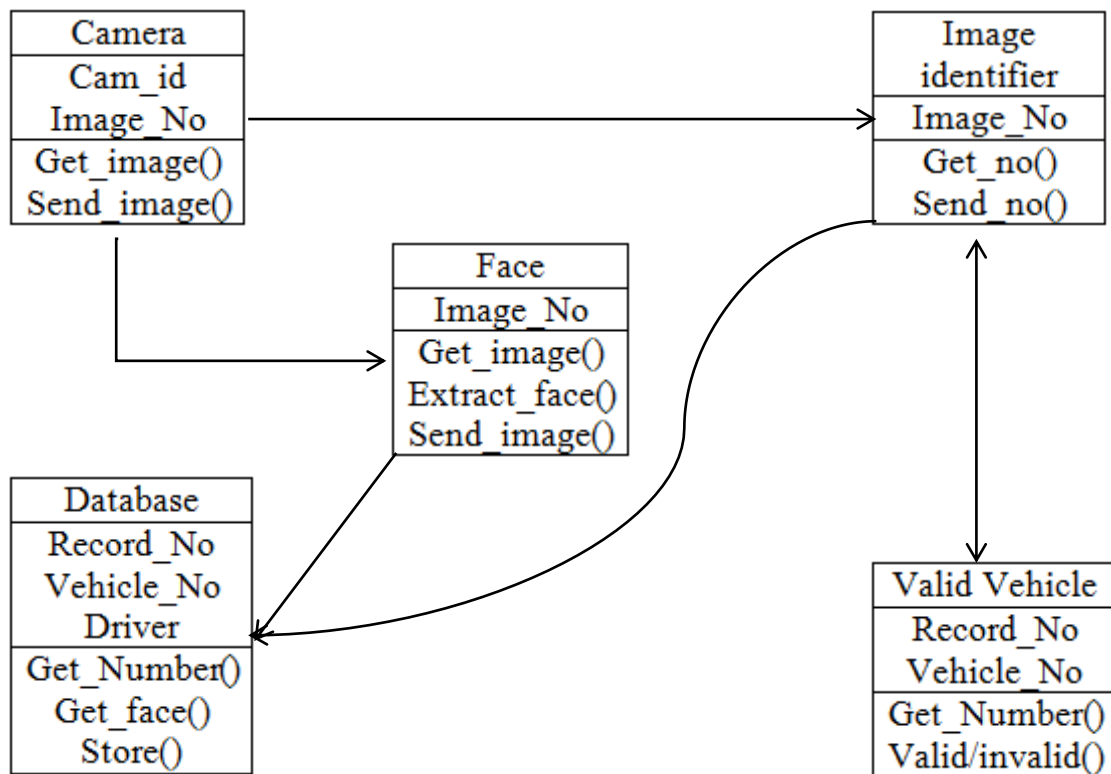 Camera
Cam_id
Image_No
Get_image()
Send_image()
Image
identifier
Image_No
Get_no()
Send_no()
Face
Image_No
Get_image()
Extract_face()
Send_image()
Database
Record_No
Vehicle_No
Driver
Get_Number()
Get_face()
Store()
Valid Vehicle
Record_No
Vehicle_No
Get_Number()
Valid/invalid()